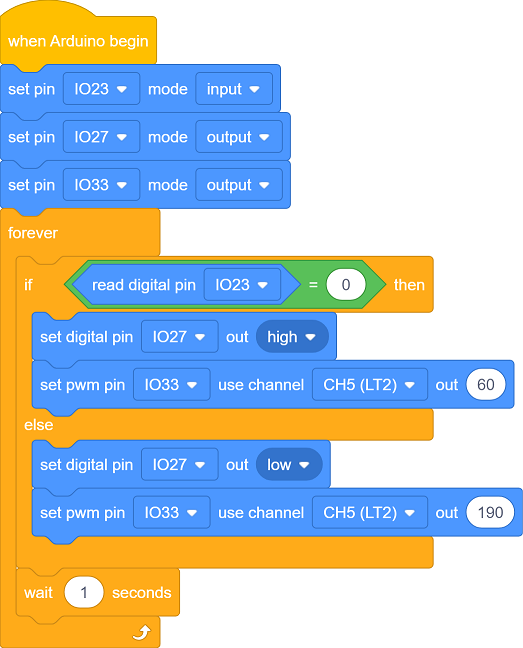 when Arduino begin
set pin IO23 mode input
set pin IO27 mode output
set pin IO33 mode output
forever
if read digital pin IO23 = 0 then
set digital pin IO27 out high
set pwm pin IO33 use channel CH5 (LT2) out 60
else
set digital pin IO27 out low
set pwm pin IO33 use channel CH5 (LT2) out 190
wait 1 seconds